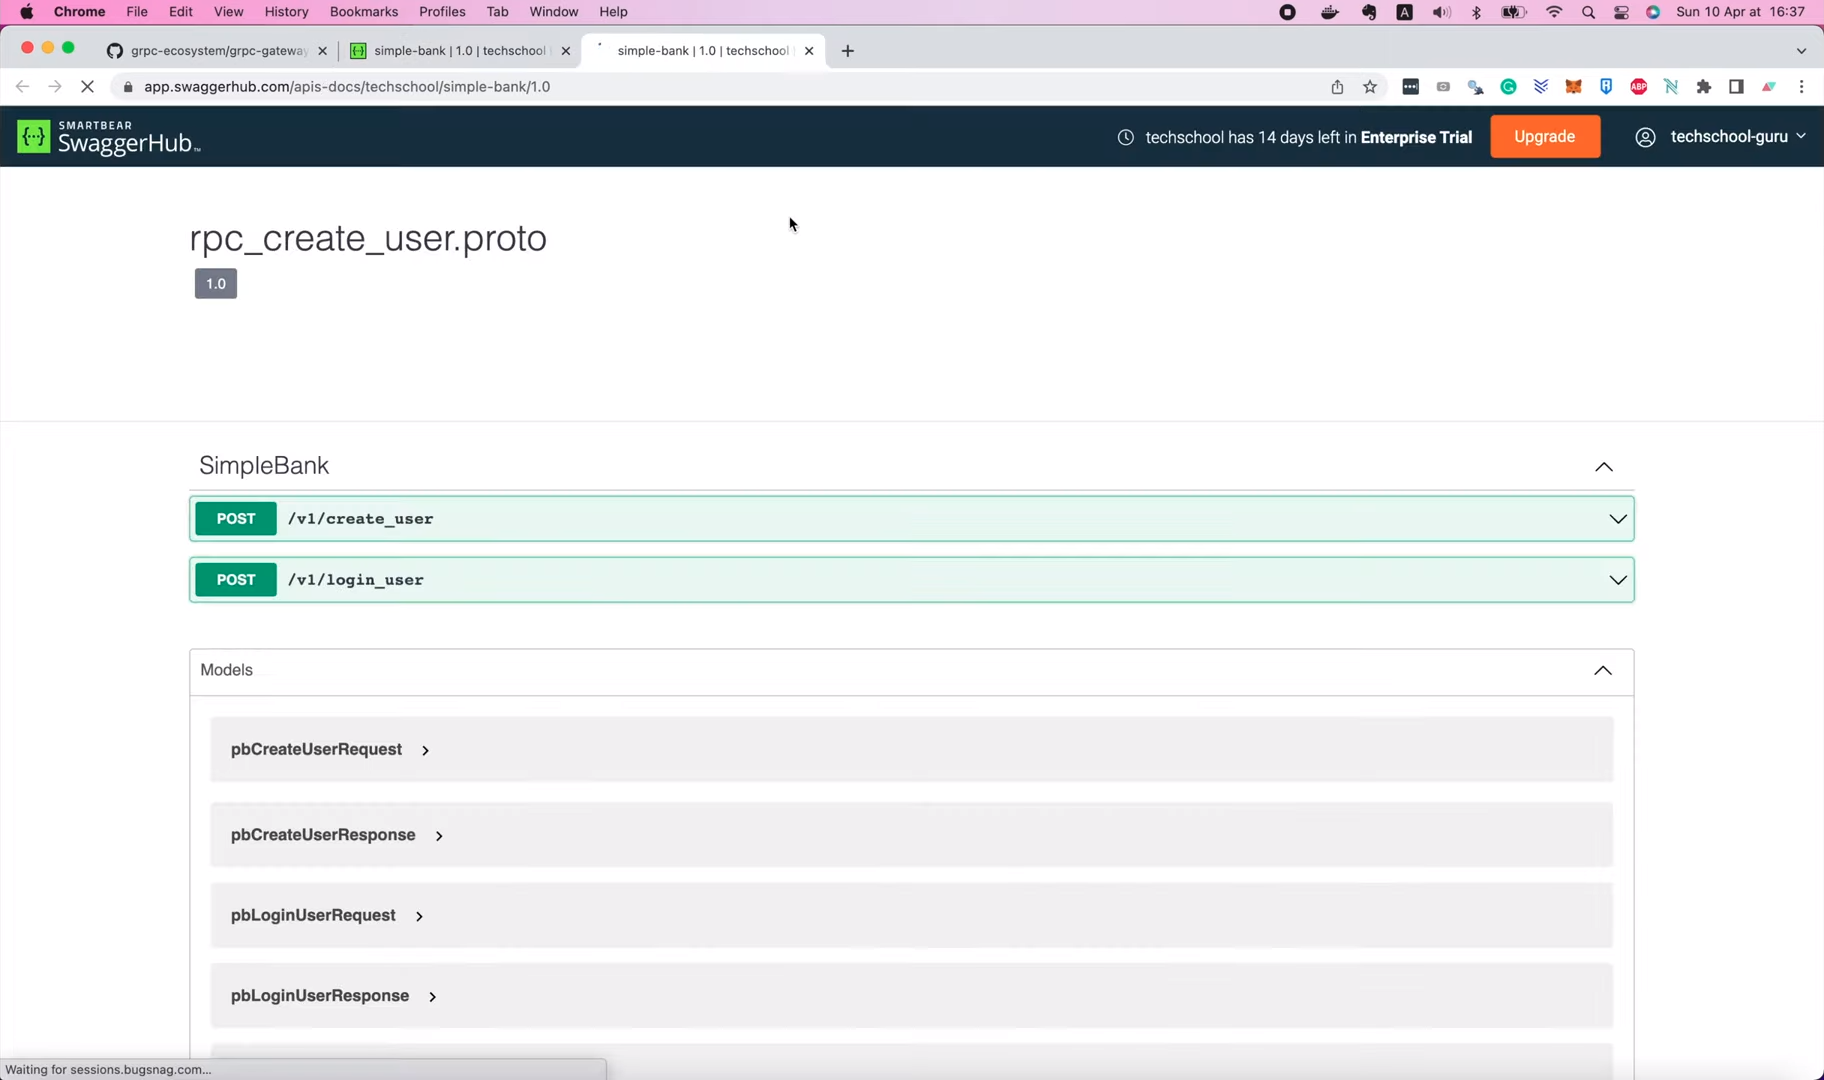 Chrome File Edit View History Bookmarks Profiles Tab Window Help A Sun 10 Apr at 16:37
grpc-ecosystem/grpc-gateway simple-bank | 1.0 | techschool simple-bank | 1.0 | techschool
app.swaggerhub.com/apis-docs/techschool/simple-bank/1.0 ABP
SMARTBEAR
SwaggerHub™
techschool has 14 days left in Enterprise Trial Upgrade techschool-guru
rpc_create_user.proto
1.0
SimpleBank
POST /v1/create_user
POST /v1/login_user
Models
pbCreateUserRequest
pbCreateUserResponse
pbLoginUserRequest
pbLoginUserResponse
Waiting for sessions.bugsnag.com...